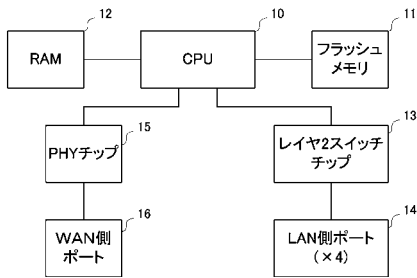 12
10
11
RAM
CPU
フラッシュ
メモリ
15
13
PHYチップ
レイヤ2スイッチ
チップ
16
14
WAN側
ポート
LAN側ポート
(×4)